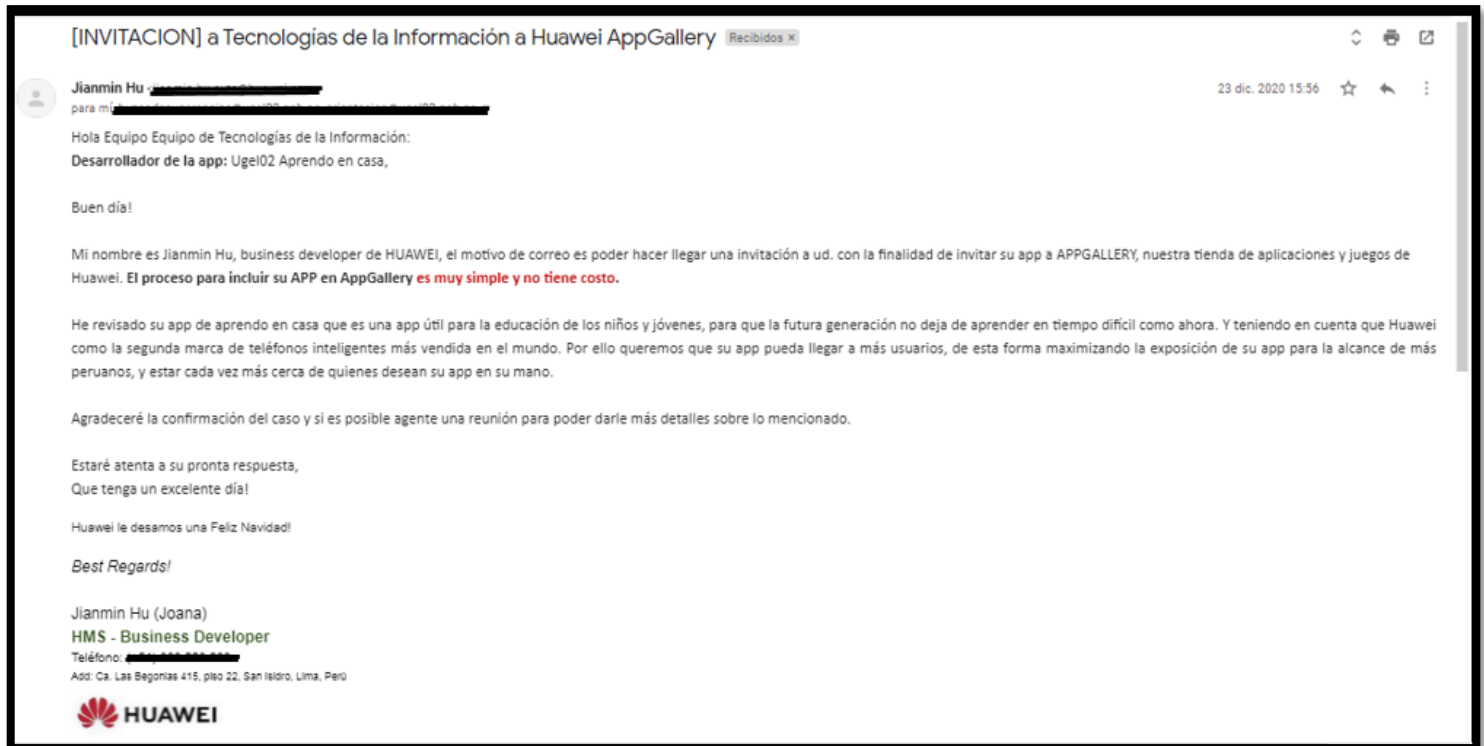 [INVITACION] a Tecnologías de la Información a Huawei AppGallery Recibidos ×
Jianmin Hu
23 dic. 2020 15:56
para mí
Hola Equipo Equipo de Tecnologías de la Información:
Desarrollador de la app: Ugel02 Aprendo en casa,
Buen día!
Mi nombre es Jianmin Hu, business developer de HUAWEI, el motivo de correo es poder hacer llegar una invitación a ud. con la finalidad de invitar su app a APPGALLERY, nuestra tienda de aplicaciones y juegos de
Huawei. El proceso para incluir su APP en AppGallery es muy simple y no tiene costo.
He revisado su app de aprendo en casa que es una app útil para la educación de los niños y jóvenes, para que la futura generación no deja de aprender en tiempo difícil como ahora. Y teniendo en cuenta que Huawei
como la segunda marca de teléfonos inteligentes más vendida en el mundo. Por ello queremos que su app pueda llegar a más usuarios, de esta forma maximizando la exposición de su app para la alcance de más
peruanos, y estar cada vez más cerca de quienes desean su app en su mano.
Agradeceré la confirmación del caso y si es posible agente una reunión para poder darle más detalles sobre lo mencionado.
Estaré atenta a su pronta respuesta,
Que tenga un excelente día!
Huawei le desamos una Feliz Navidad!
Best Regards!
Jianmin Hu (Joana)
HMS - Business Developer
Teléfono:
Add: Ca. Las Begonias 415, piso 22, San Isidro, Lima, Perú
HUAWEI